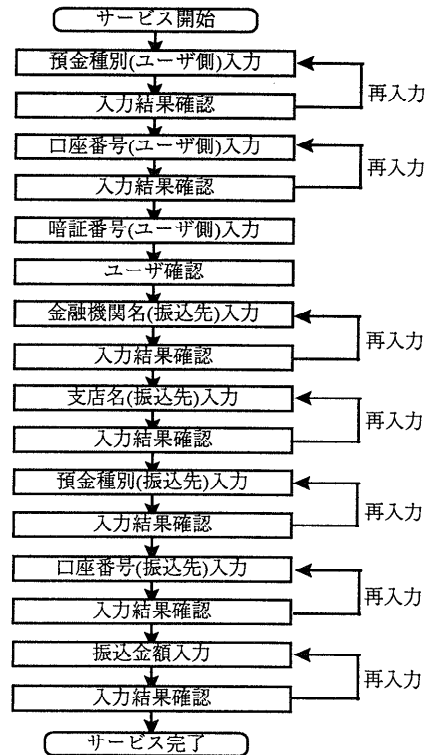 サービス開始
預金種別(ユーザ側)入力
入力結果確認
再入力
口座番号(ユーザ側)入力
入力結果確認
再入力
暗証番号(ユーザ側)入力
ユーザ確認
金融機関名(振込先)入力
入力結果確認
再入力
支店名(振込先)入力
入力結果確認
再入力
預金種別(振込先)入力
入力結果確認
再入力
口座番号(振込先)入力
入力結果確認
再入力
振込金額入力
入力結果確認
再入力
サービス完了